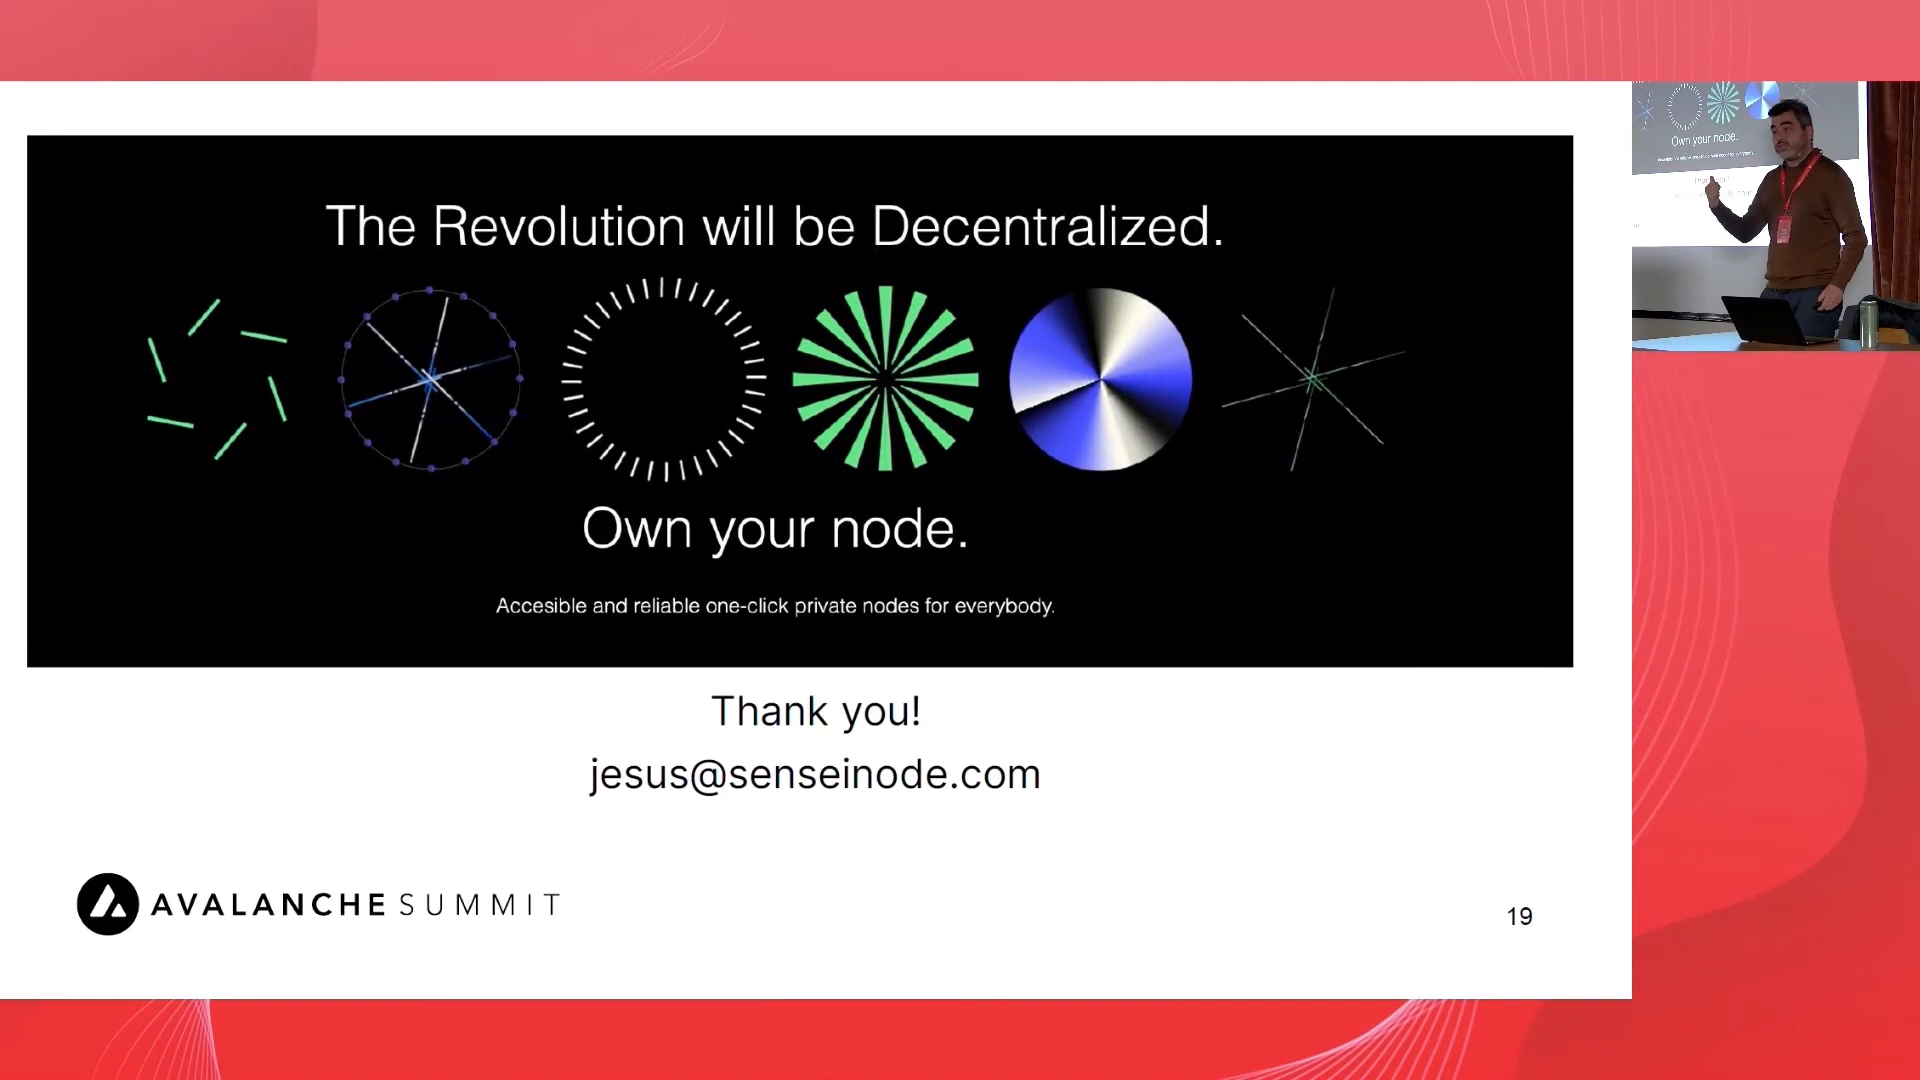 The Revolution will be Decentralized.
Own your node.
Accesible and reliable one-click private nodes for everybody.
Thank you!
jesus@senseinode.com
AVALANCHE SUMMIT
19
Own your node.